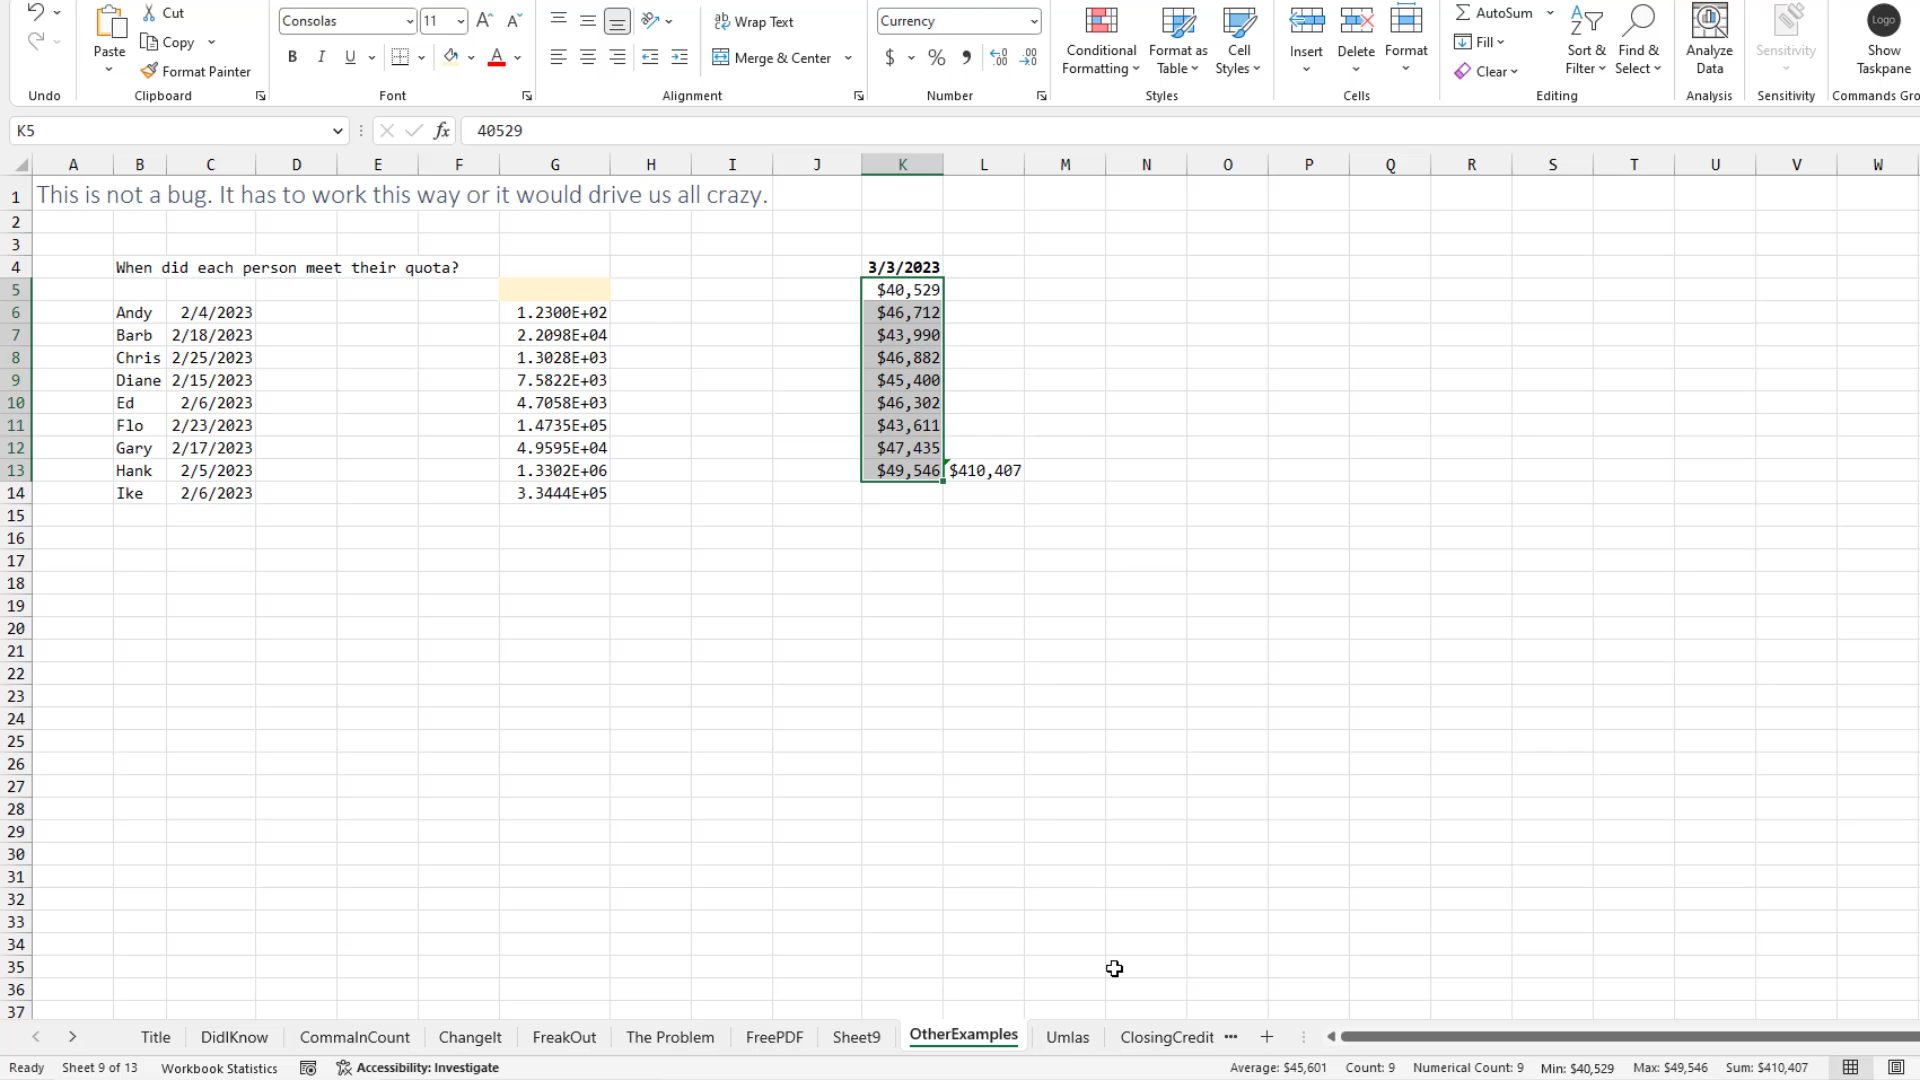 Cut
Consolas
11
Wrap Text
Currency
AutoSum
Logo
Paste
Copy
Merge & Center
Conditional Formatting
Format as Table
Cell Styles
Insert
Delete
Format
Fill
Sort & Filter
Find & Select
Analyze Data
Sensitivity
Show Taskpane
Format Painter
B I U
$ % 9
Clear
Undo
Clipboard
Font
Alignment
Number
Styles
Cells
Editing
Analysis
Sensitivity
Commands Gro
K5
fx
40529
A B C D E F G H I J K L M N O P Q R S T U V W
1 This is not a bug. It has to work this way or it would drive us all crazy.
2
3
4 When did each person meet their quota? 3/3/2023
5 $40,529
6 Andy 2/4/2023 1.2300E+02 $46,712
7 Barb 2/18/2023 2.2098E+04 $43,990
8 Chris 2/25/2023 1.3028E+03 $46,882
9 Diane 2/15/2023 7.5822E+03 $45,400
10 Ed 2/6/2023 4.7058E+03 $46,302
11 Flo 2/23/2023 1.4735E+05 $43,611
12 Gary 2/17/2023 4.9595E+04 $47,435
13 Hank 2/5/2023 1.3302E+06 $49,546 $410,407
14 Ike 2/6/2023 3.3444E+05
15
16
17
18
19
20
21
22
23
24
25
26
27
28
29
30
31
32
33
34
35
36
37
Title DidIKnow CommaInCount ChangeIt FreakOut The Problem FreePDF Sheet9 OtherExamples Umlas ClosingCredit ...
Ready Sheet 9 of 13 Workbook Statistics Accessibility: Investigate Average: $45,601 Count: 9 Numerical Count: 9 Min: $40,529 Max: $49,546 Sum: $410,407